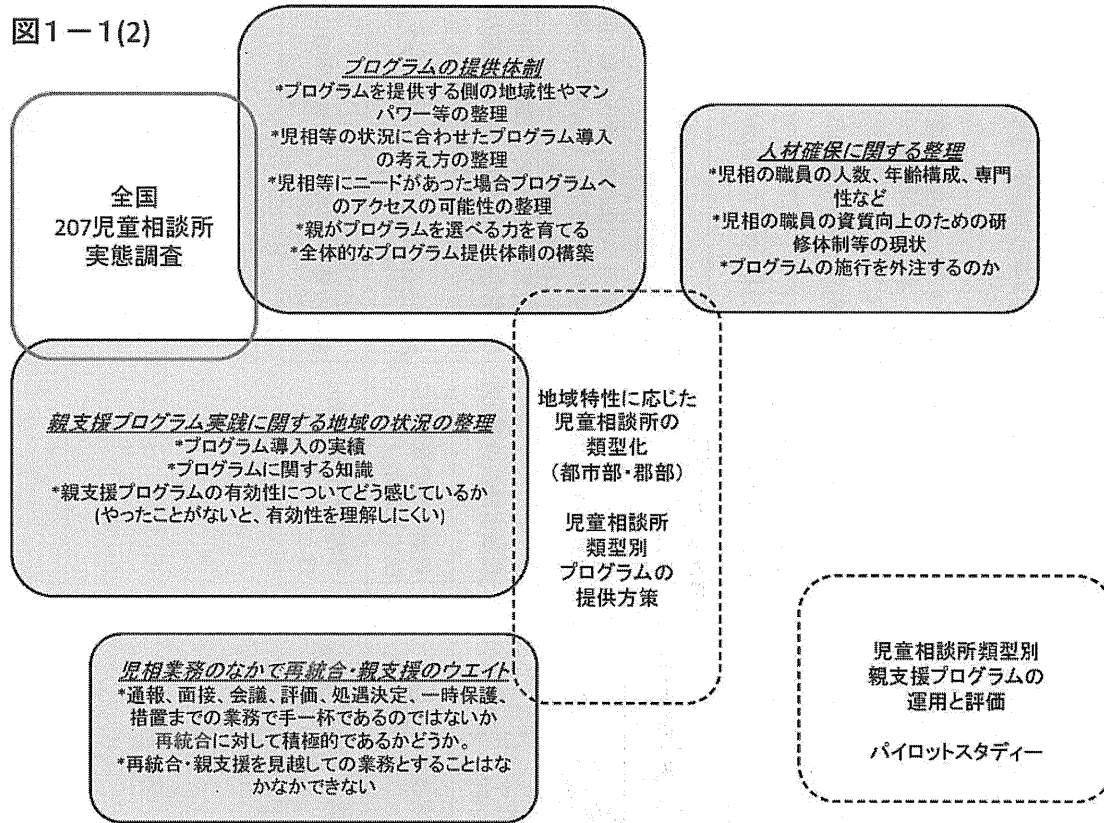 図1－1(2)
プログラムの提供体制
*プログラムを提供する側の地域性やマン
パワー等の整理
*児相等の状況に合わせたプログラム導入
の考え方の整理
*児相等にニードがあった場合プログラムへ
のアクセスの可能性の整理
*親がプログラムを選べる力を育てる
*全体的なプログラム提供体制の構築
全国
207児童相談所
実態調査
人材確保に関する整理
*児相の職員の人数、年齢構成、専門
性など
*児相の職員の資質向上のための研
修体制等の現状
*プログラムの施行を外注するのか
親支援プログラム実践に関する地域の状況の整理
*プログラム導入の実績
*プログラムに関する知識
*親支援プログラムの有効性についてどう感じているか
(やったことがないと、有効性を理解しにくい)
地域特性に応じた
児童相談所の
類型化
（都市部・郡部）
児童相談所
類型別
プログラムの
提供方策
児相業務のなかで再統合・親支援のウエイト
*通報、面接、会議、評価、処遇決定、一時保護、
措置までの業務で手一杯であるのではないか
再統合に対して積極的であるかどうか。
*再統合・親支援を見越しての業務とすることはな
かなかできない
児童相談所類型別
親支援プログラムの
運用と評価
パイロットスタディー